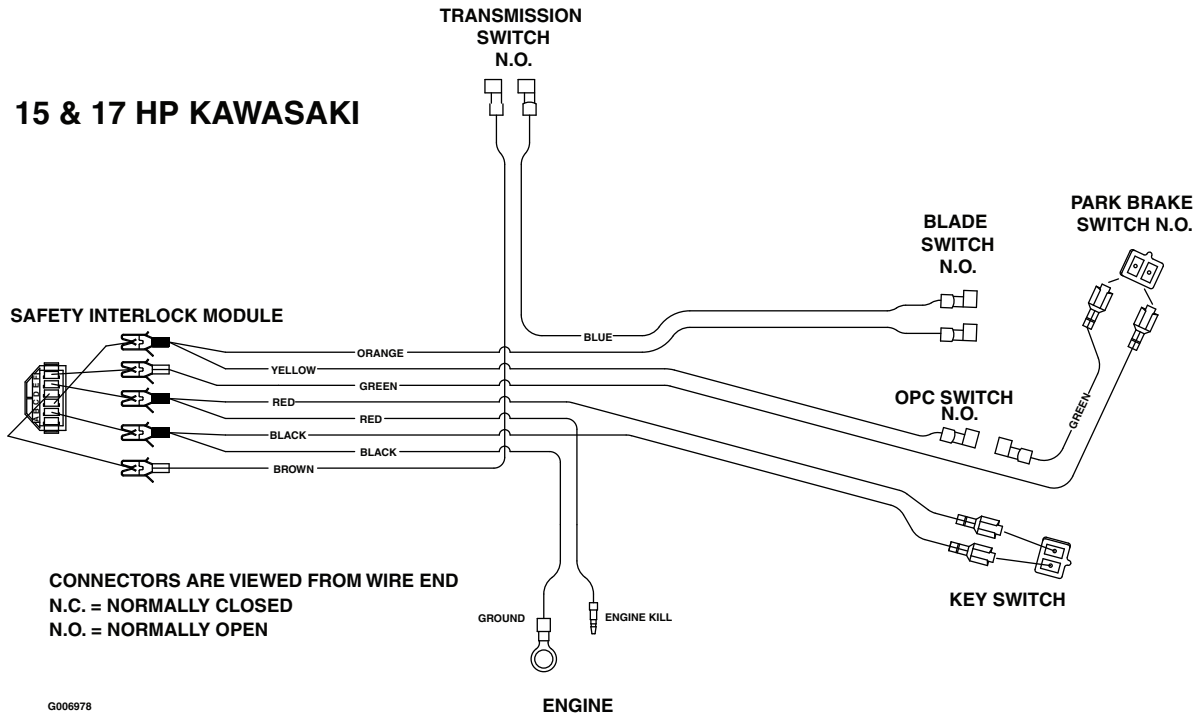 TRANSMISSION
SWITCH
N.O.
15 & 17 HP KAWASAKI
PARK BRAKE
SWITCH N.O.
BLADE
SWITCH
N.O.
SAFETY INTERLOCK MODULE
BLUE
ORANGE
YELLOW
GREEN
RED
RED
BLACK
BLACK
BROWN
OPC SWITCH
N.O.
GREEN
A B C D E F
CONNECTORS ARE VIEWED FROM WIRE END
N.C. = NORMALLY CLOSED
N.O. = NORMALLY OPEN
KEY SWITCH
GROUND
ENGINE KILL
ENGINE
G006978